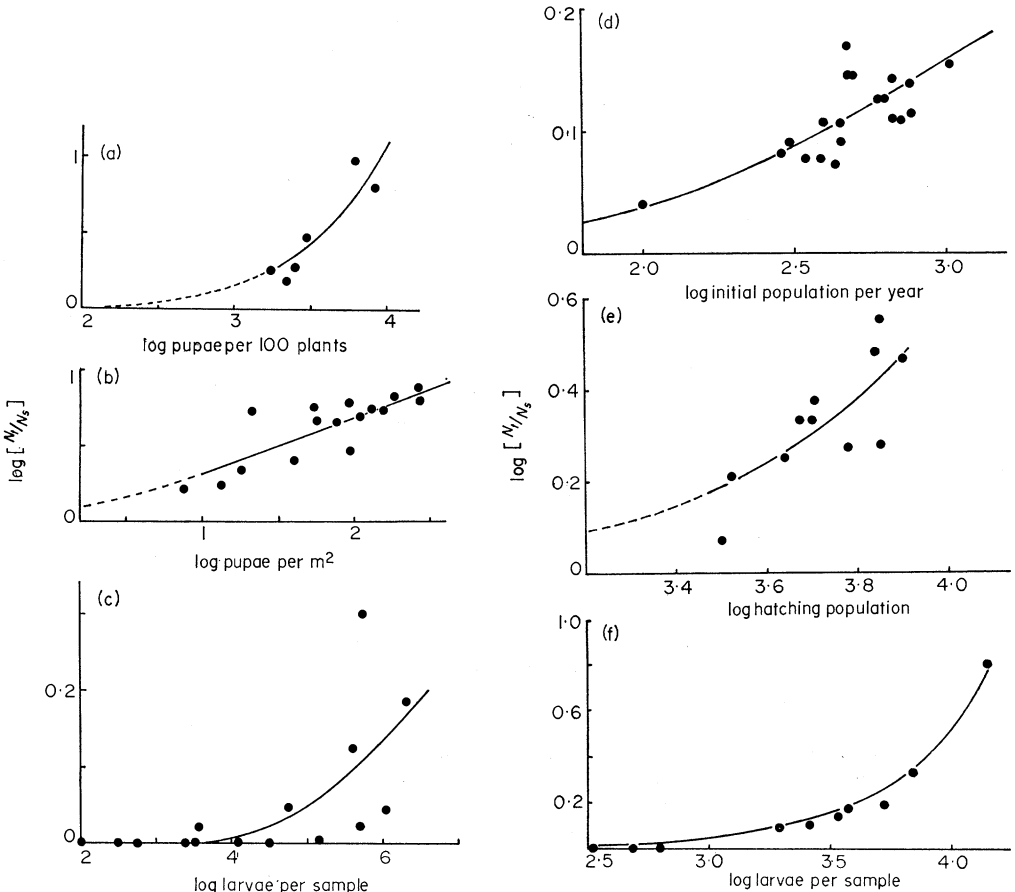 (a)
1
0
2
3
4
log pupae per 100 plants
(b)
1
0
1
2
log pupae per m²
log [N₁/Nₛ]
(c)
0·2
0
2
4
6
log larvae per sample
(d)
0·2
0·1
0
2·0
2·5
3·0
log initial population per year
(e)
0·6
0·4
0·2
0
3·4
3·6
3·8
4·0
log hatching population
log [N₁/Nₛ]
(f)
1·0
0·6
0·2
2·5
3·0
3·5
4·0
log larvae per sample